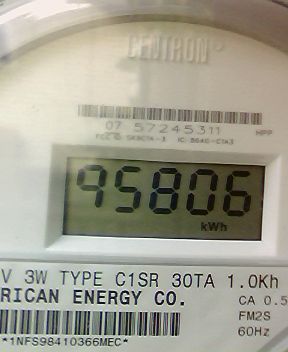 CENTRON
07 57245311 HPP
95806
kWh
V 3W TYPE C1SR 30TA 1.0Kh
RICAN ENERGY CO. CA 0.5
FM2S
60Hz
*1NFS98410366MEC*